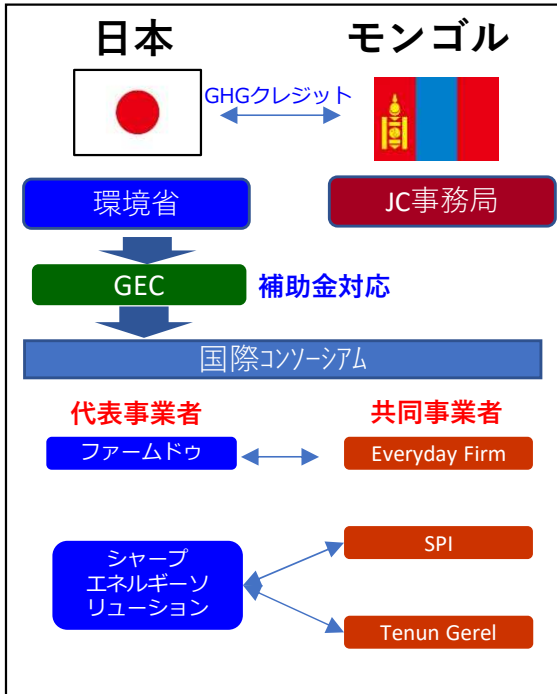 日本
モンゴル
GHGクレジット
環境省
JC事務局
GEC
補助金対応
国際ｺﾝｿｰｼｱﾑ
代表事業者
共同事業者
ファームドゥ
Everyday Firm
シャープ
エネルギーソ
リューション
SPI
Tenun Gerel